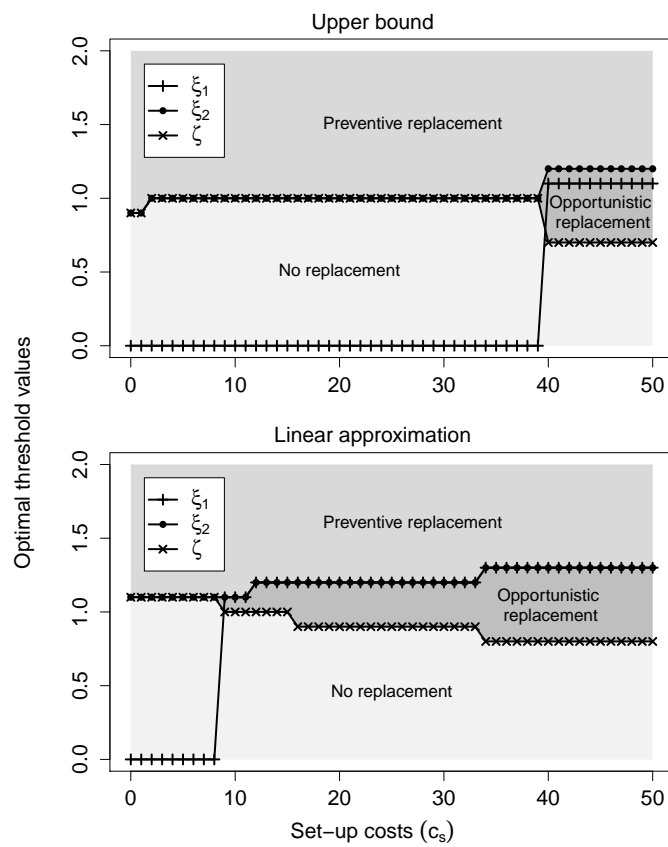 Upper bound
2.0
1.5
1.0
0.5
0.0
ξ1
ξ2
ζ
Preventive replacement
Opportunistic
replacement
No replacement
0 10 20 30 40 50
Optimal threshold values
Linear approximation
2.0
1.5
1.0
0.5
0.0
ξ1
ξ2
ζ
Preventive replacement
Opportunistic
replacement
No replacement
0 10 20 30 40 50
Set−up costs (cs)